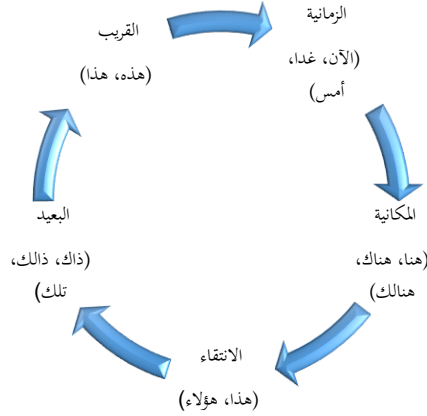 الزمانية
(الآن، غدا،
أمس)
المكانية
(هنا، هناك،
هنالك)
الانتقاء
(هذا، هؤلاء)
البعيد
(ذاك، ذالك،
تلك)
القريب
(هذه، هذا)